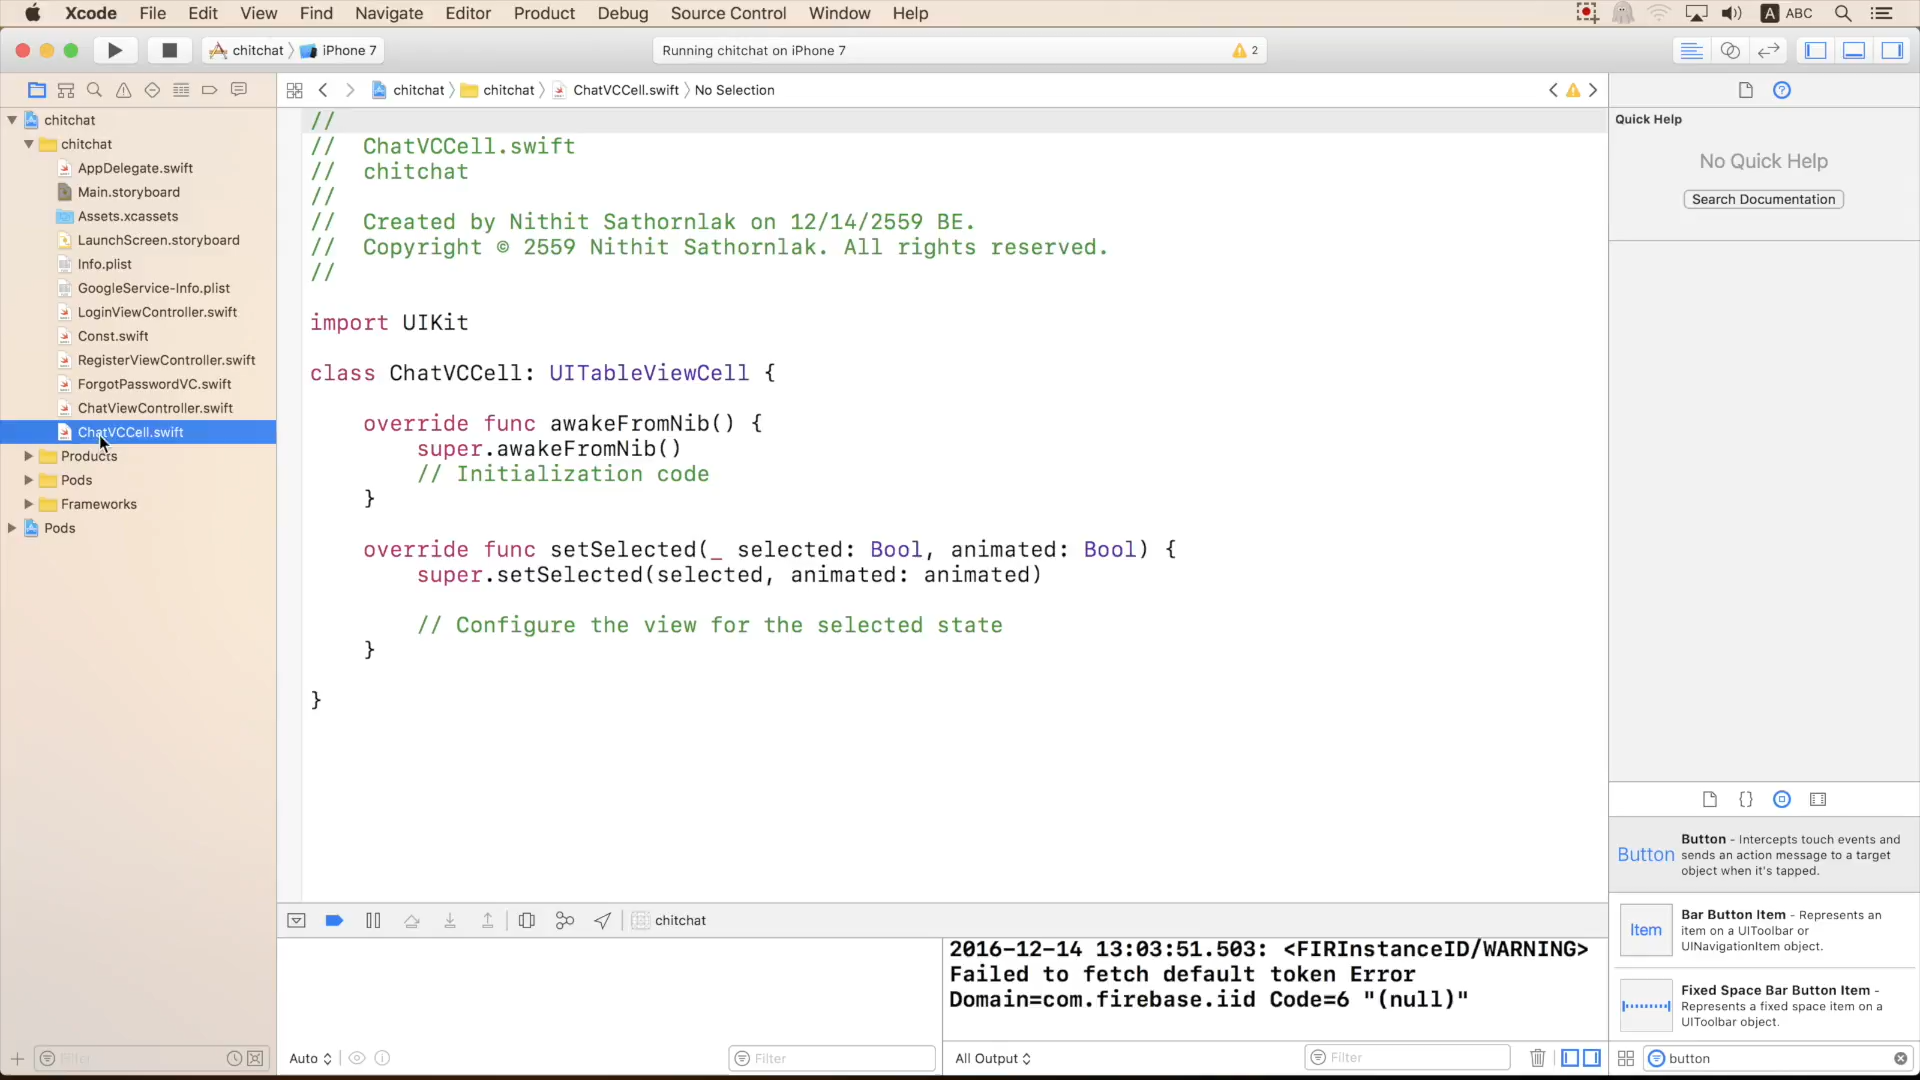 Xcode File Edit View Find Navigate Editor Product Debug Source Control Window Help
A ABC
chitchat iPhone 7
Running chitchat on iPhone 7
2
chitchat
chitchat
AppDelegate.swift
Main.storyboard
Assets.xcassets
LaunchScreen.storyboard
Info.plist
GoogleService-Info.plist
LoginViewController.swift
Const.swift
RegisterViewController.swift
ForgotPasswordVC.swift
ChatViewController.swift
ChatVCCell.swift
Products
Pods
Frameworks
Pods
Filter
chitchat chitchat ChatVCCell.swift No Selection
//
// ChatVCCell.swift
// chitchat
//
// Created by Nithit Sathornlak on 12/14/2559 BE.
// Copyright © 2559 Nithit Sathornlak. All rights reserved.
//
import UIKit
class ChatVCCell: UITableViewCell {
override func awakeFromNib() {
super.awakeFromNib()
// Initialization code
}
override func setSelected(_ selected: Bool, animated: Bool) {
super.setSelected(selected, animated: animated)
// Configure the view for the selected state
}
}
chitchat
2016-12-14 13:03:51.503: <FIRInstanceID/WARNING>
Failed to fetch default token Error
Domain=com.firebase.iid Code=6 "(null)"
Auto
Filter
All Output
Filter
Quick Help
No Quick Help
Search Documentation
{}
Button
Button - Intercepts touch events and
sends an action message to a target
object when it's tapped.
Item
Bar Button Item - Represents an
item on a UIToolbar or
UINavigationItem object.
Fixed Space Bar Button Item -
Represents a fixed space item on a
UIToolbar object.
button